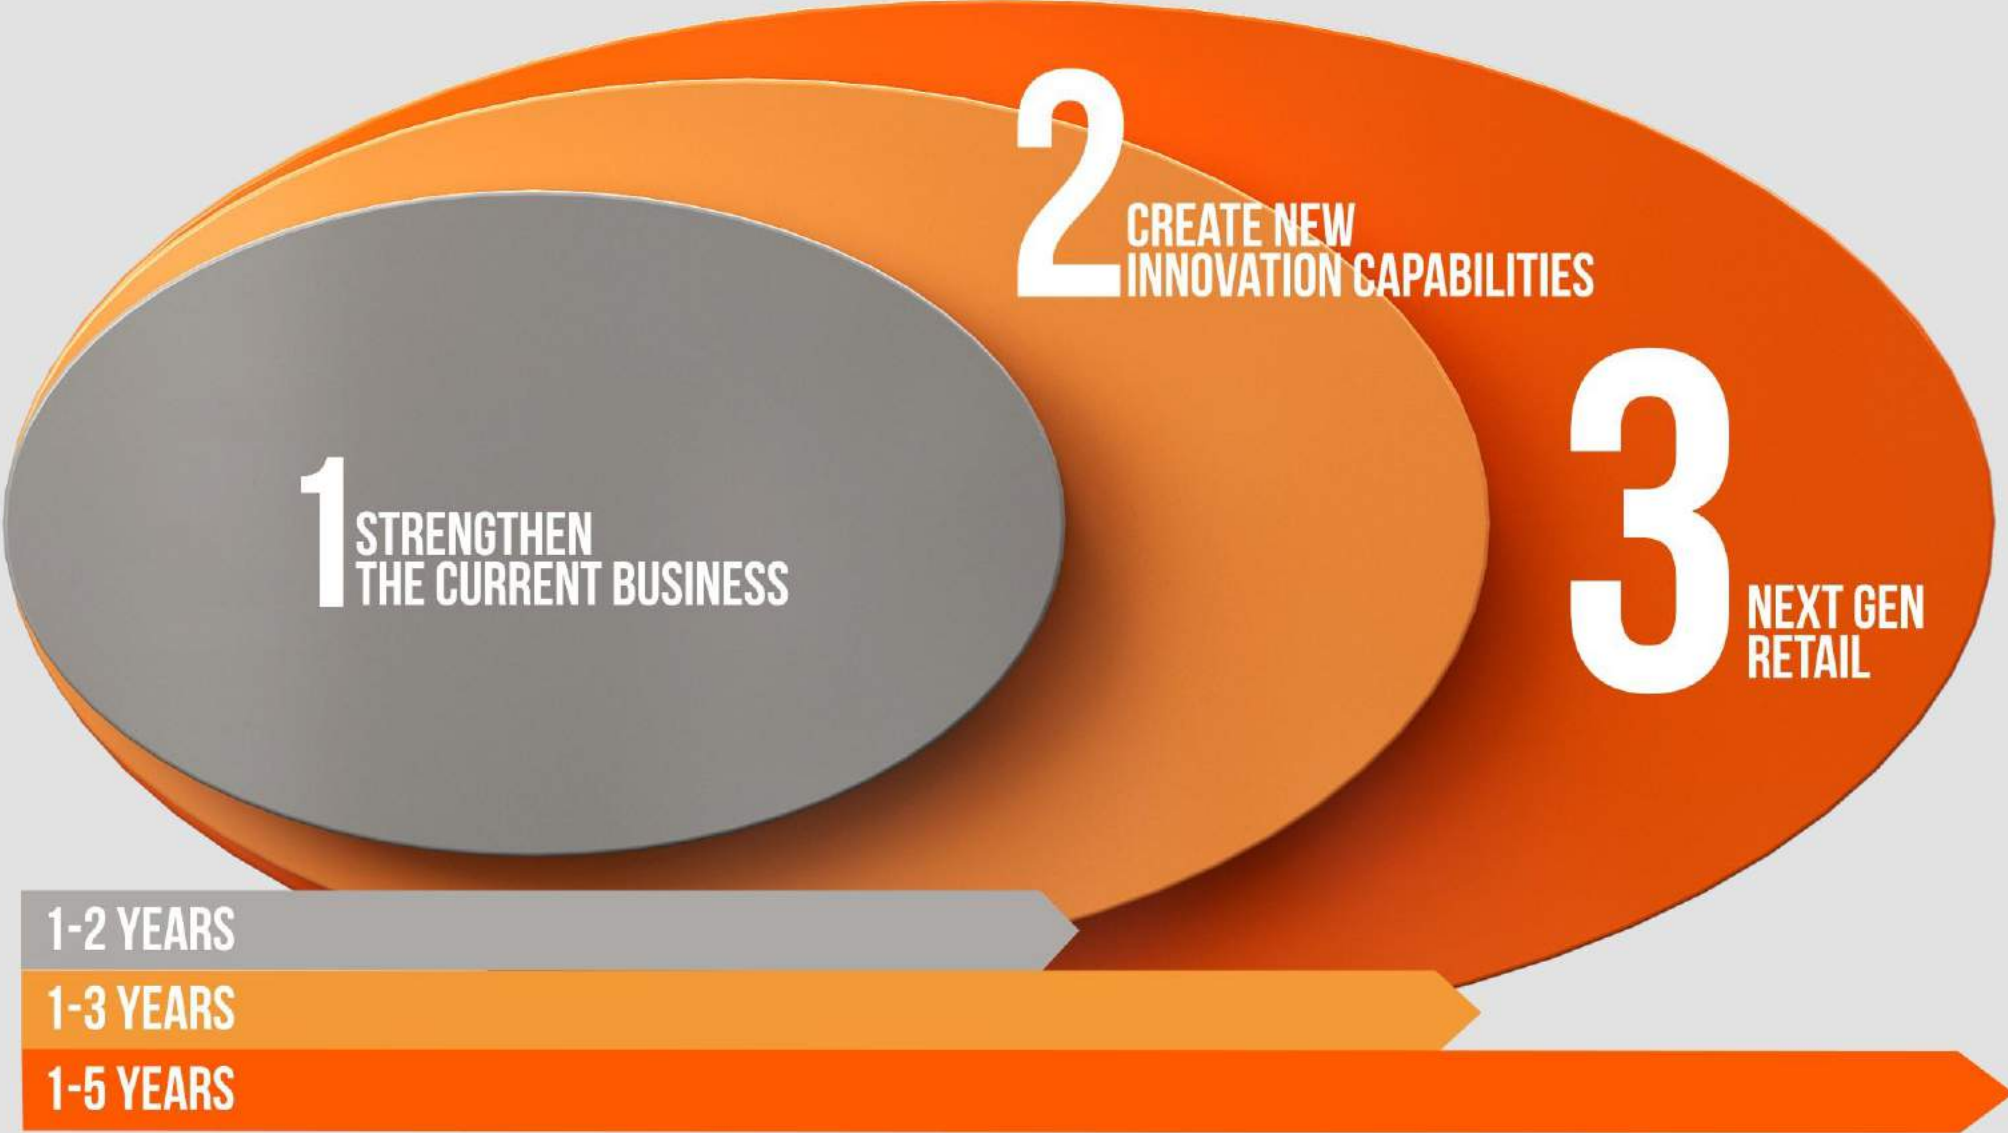 2
CREATE NEW
INNOVATION CAPABILITIES
3
NEXT GEN
RETAIL
1
STRENGTHEN
THE CURRENT BUSINESS
1-2 YEARS
1-3 YEARS
1-5 YEARS